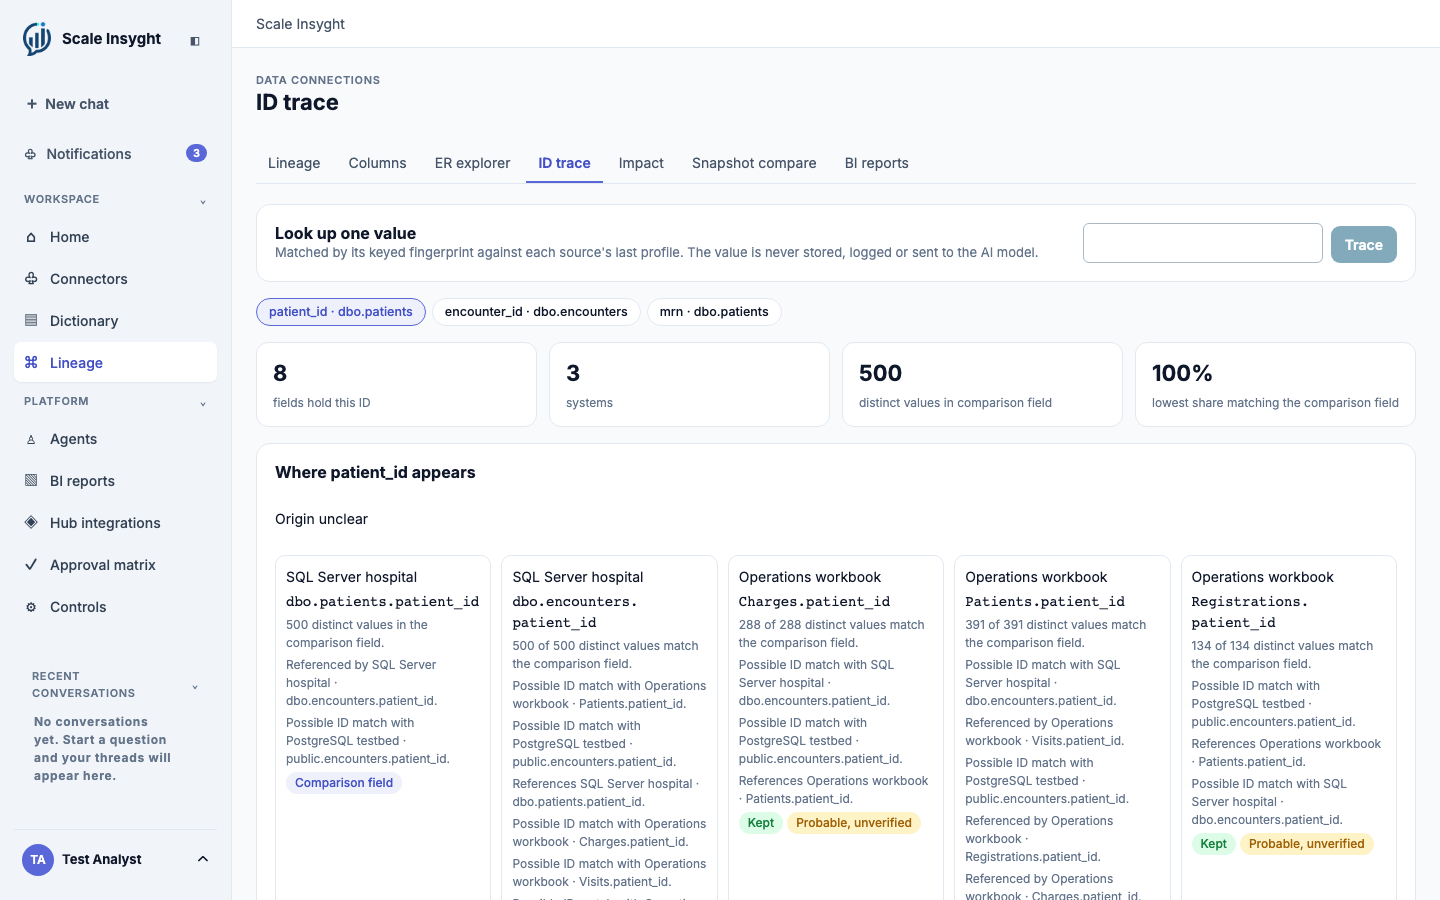 Scale Insyght
Scale Insyght
+ New chat
Notifications
3
WORKSPACE
Home
Connectors
Dictionary
Lineage
PLATFORM
Agents
BI reports
Hub integrations
Approval matrix
Controls
RECENT
CONVERSATIONS
No conversations
yet. Start a question
and your threads will
appear here.
TA
Test Analyst
DATA CONNECTIONS
ID trace
Lineage
Columns
ER explorer
ID trace
Impact
Snapshot compare
BI reports
Look up one value
Matched by its keyed fingerprint against each source's last profile. The value is never stored, logged or sent to the AI model.
Trace
patient_id · dbo.patients
encounter_id · dbo.encounters
mrn · dbo.patients
8
fields hold this ID
3
systems
500
distinct values in comparison field
100%
lowest share matching the comparison field
Where patient_id appears
Origin unclear
SQL Server hospital
dbo.patients.patient_id
500 distinct values in the
comparison field.
Referenced by SQL Server
hospital ·
dbo.encounters.patient_id.
Possible ID match with
PostgreSQL testbed ·
public.encounters.patient_id.
Comparison field
SQL Server hospital
dbo.encounters.
patient_id
500 of 500 distinct values match
the comparison field.
Possible ID match with Operations
workbook · Patients.patient_id.
Possible ID match with
PostgreSQL testbed ·
public.encounters.patient_id.
References SQL Server hospital ·
dbo.patients.patient_id.
Possible ID match with Operations
workbook · Charges.patient_id.
Possible ID match with Operations
workbook · Visits.patient_id.
Operations workbook
Charges.patient_id
288 of 288 distinct values match
the comparison field.
Possible ID match with SQL
Server hospital ·
dbo.encounters.patient_id.
Possible ID match with
PostgreSQL testbed ·
public.encounters.patient_id.
References Operations workbook
· Patients.patient_id.
Kept
Probable, unverified
Operations workbook
Patients.patient_id
391 of 391 distinct values match
the comparison field.
Possible ID match with SQL
Server hospital ·
dbo.encounters.patient_id.
Referenced by Operations
workbook · Visits.patient_id.
Possible ID match with
PostgreSQL testbed ·
public.encounters.patient_id.
Referenced by Operations
workbook ·
Registrations.patient_id.
Referenced by Operations
workbook · Charges.patient_id.
Operations workbook
Registrations.
patient_id
134 of 134 distinct values match
the comparison field.
Possible ID match with
PostgreSQL testbed ·
public.encounters.patient_id.
References Operations workbook
· Patients.patient_id.
Possible ID match with SQL
Server hospital ·
dbo.encounters.patient_id.
Kept
Probable, unverified